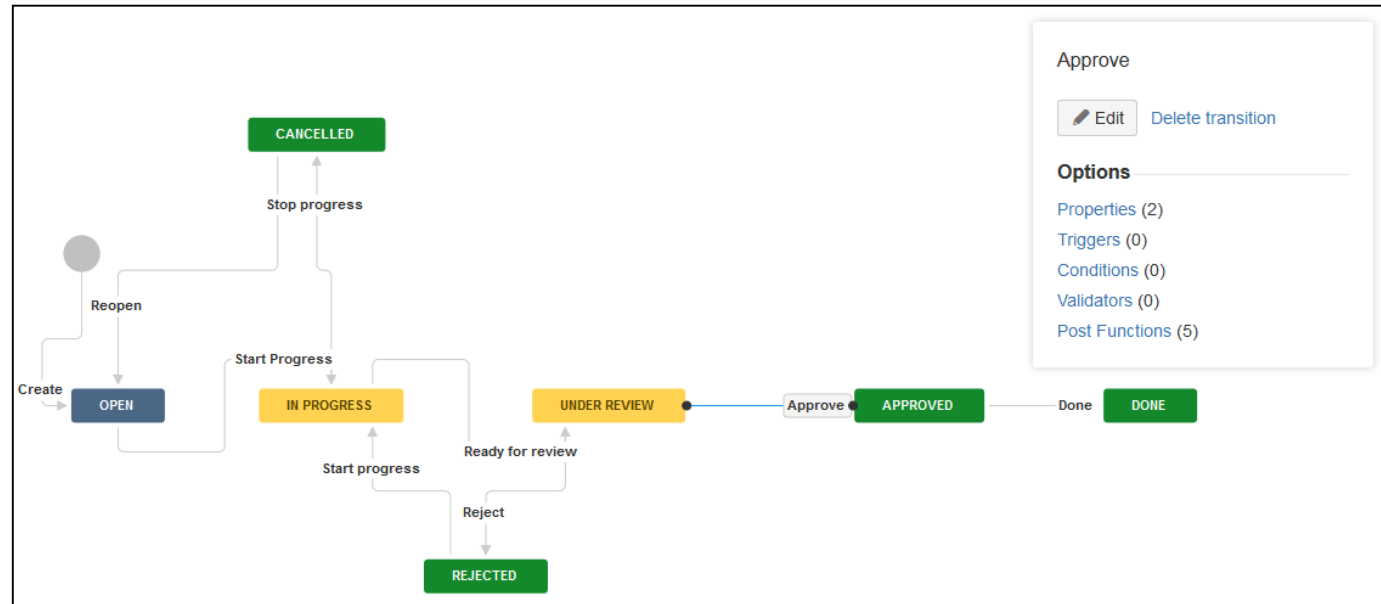 Approve
Edit Delete transition
Options
Properties (2)
Triggers (0)
Conditions (0)
Validators (0)
Post Functions (5)
CANCELLED
Stop progress
Reopen
Start Progress
Create
OPEN
IN PROGRESS
UNDER REVIEW
Approve
APPROVED
Done
DONE
Ready for review
Start progress
Reject
REJECTED